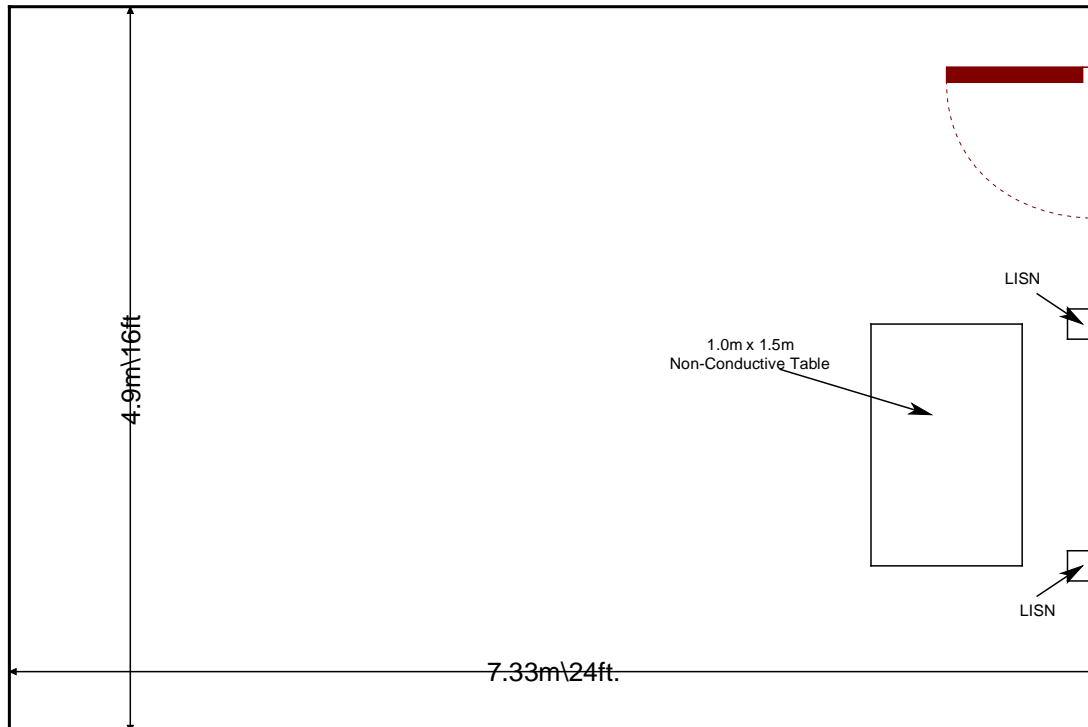 LISN
4.9m\16ft
1.0m x 1.5m
Non-Conductive Table
LISN
7.33m\24ft.